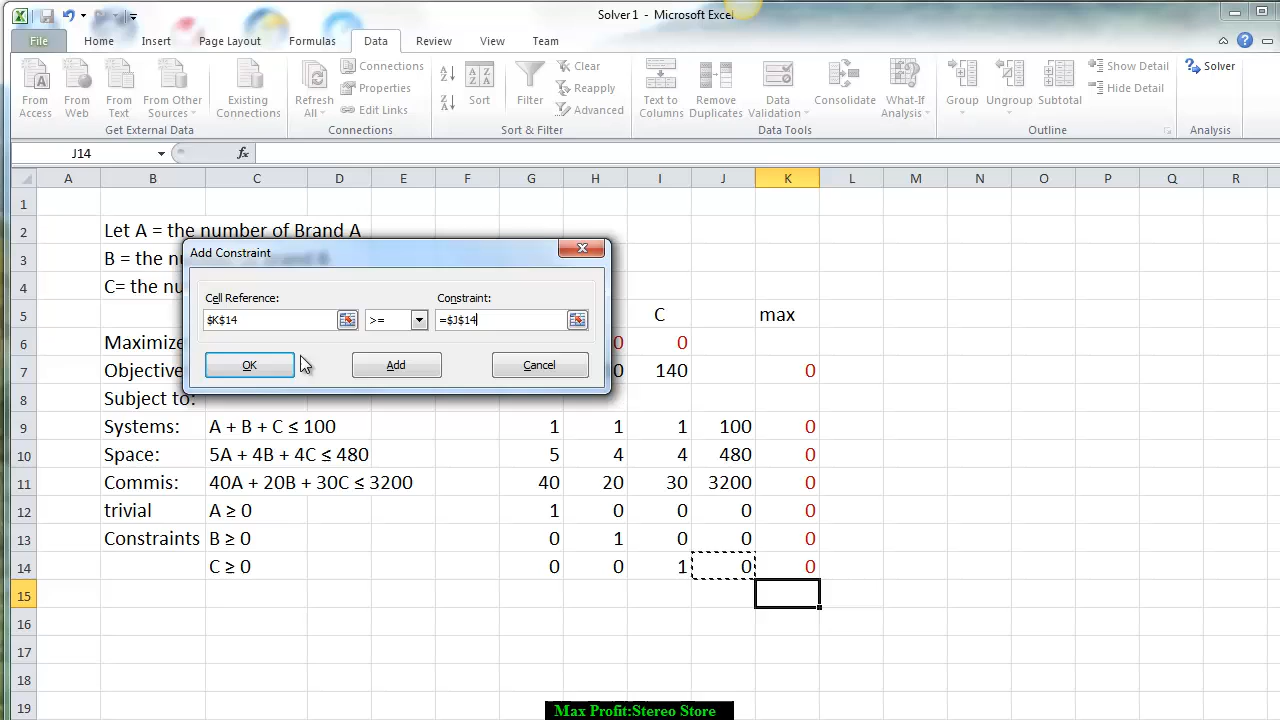 Solver1 - Microsoft Excel
File Home Insert Page Layout Formulas Data Review View Team
From Access
From Web
From Text
From Other Sources
Existing Connections
Get External Data
Refresh All
Connections
Properties
Edit Links
Connections
Sort
Filter
Clear
Reapply
Advanced
Sort & Filter
Text to Columns
Remove Duplicates
Data Validation
Consolidate
What-If Analysis
Data Tools
Group
Ungroup
Subtotal
Show Detail
Hide Detail
Outline
Solver
Analysis
J14 fx
A B C D E F G H I J K L M N O P Q R
1
2 Let A = the number of Brand A
3 B = the
4 C= the nu
Add Constraint
Cell Reference: Constraint:
$K$14 >= =$J$14
OK Add Cancel
5 C max
6 Maximize 0 0
7 Objective 0 140 0
8 Subject to:
9 Systems: A + B + C ≤ 100 1 1 1 100 0
10 Space: 5A + 4B + 4C ≤ 480 5 4 4 480 0
11 Commis: 40A + 20B + 30C ≤ 3200 40 20 30 3200 0
12 trivial A ≥ 0 1 0 0 0 0
13 Constraints B ≥ 0 0 1 0 0 0
14 C ≥ 0 0 0 1 0 0
15
16
17
18
19
Max Profit:Stereo Store